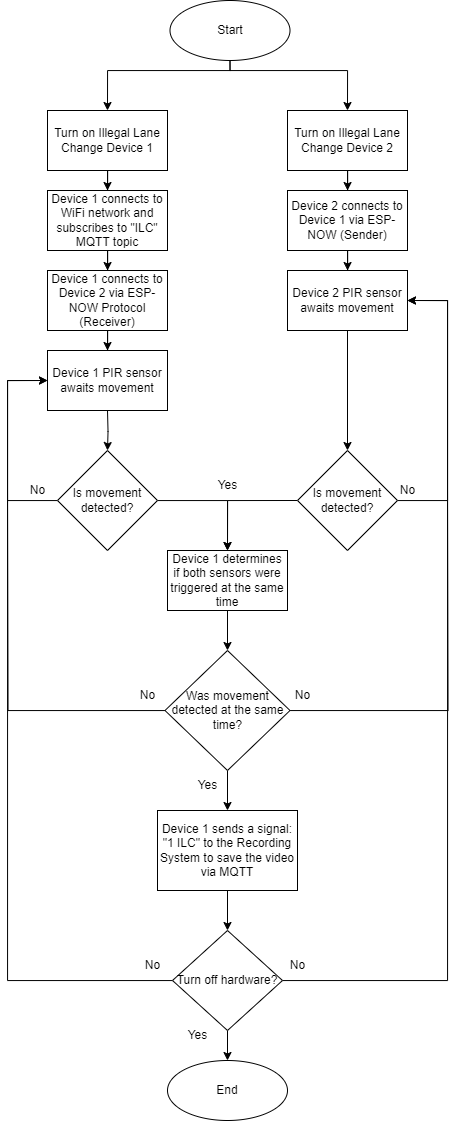 Start
Turn on Illegal Lane
Change Device 1
Turn on Illegal Lane
Change Device 2
Device 1 connects to
WiFi network and
subscribes to "ILC"
MQTT topic
Device 2 connects to
Device 1 via ESP-
NOW (Sender)
Device 1 connects to
Device 2 via ESP-
NOW Protocol
(Receiver)
Device 2 PIR sensor
awaits movement
Device 1 PIR sensor
awaits movement
No
Is movement
detected?
Yes
Is movement
detected?
No
Device 1 determines
if both sensors were
triggered at the same
time
No
Was movement
detected at the same
time?
No
Yes
Device 1 sends a signal:
"1 ILC" to the Recording
System to save the video
via MQTT
No
Turn off hardware?
No
Yes
End